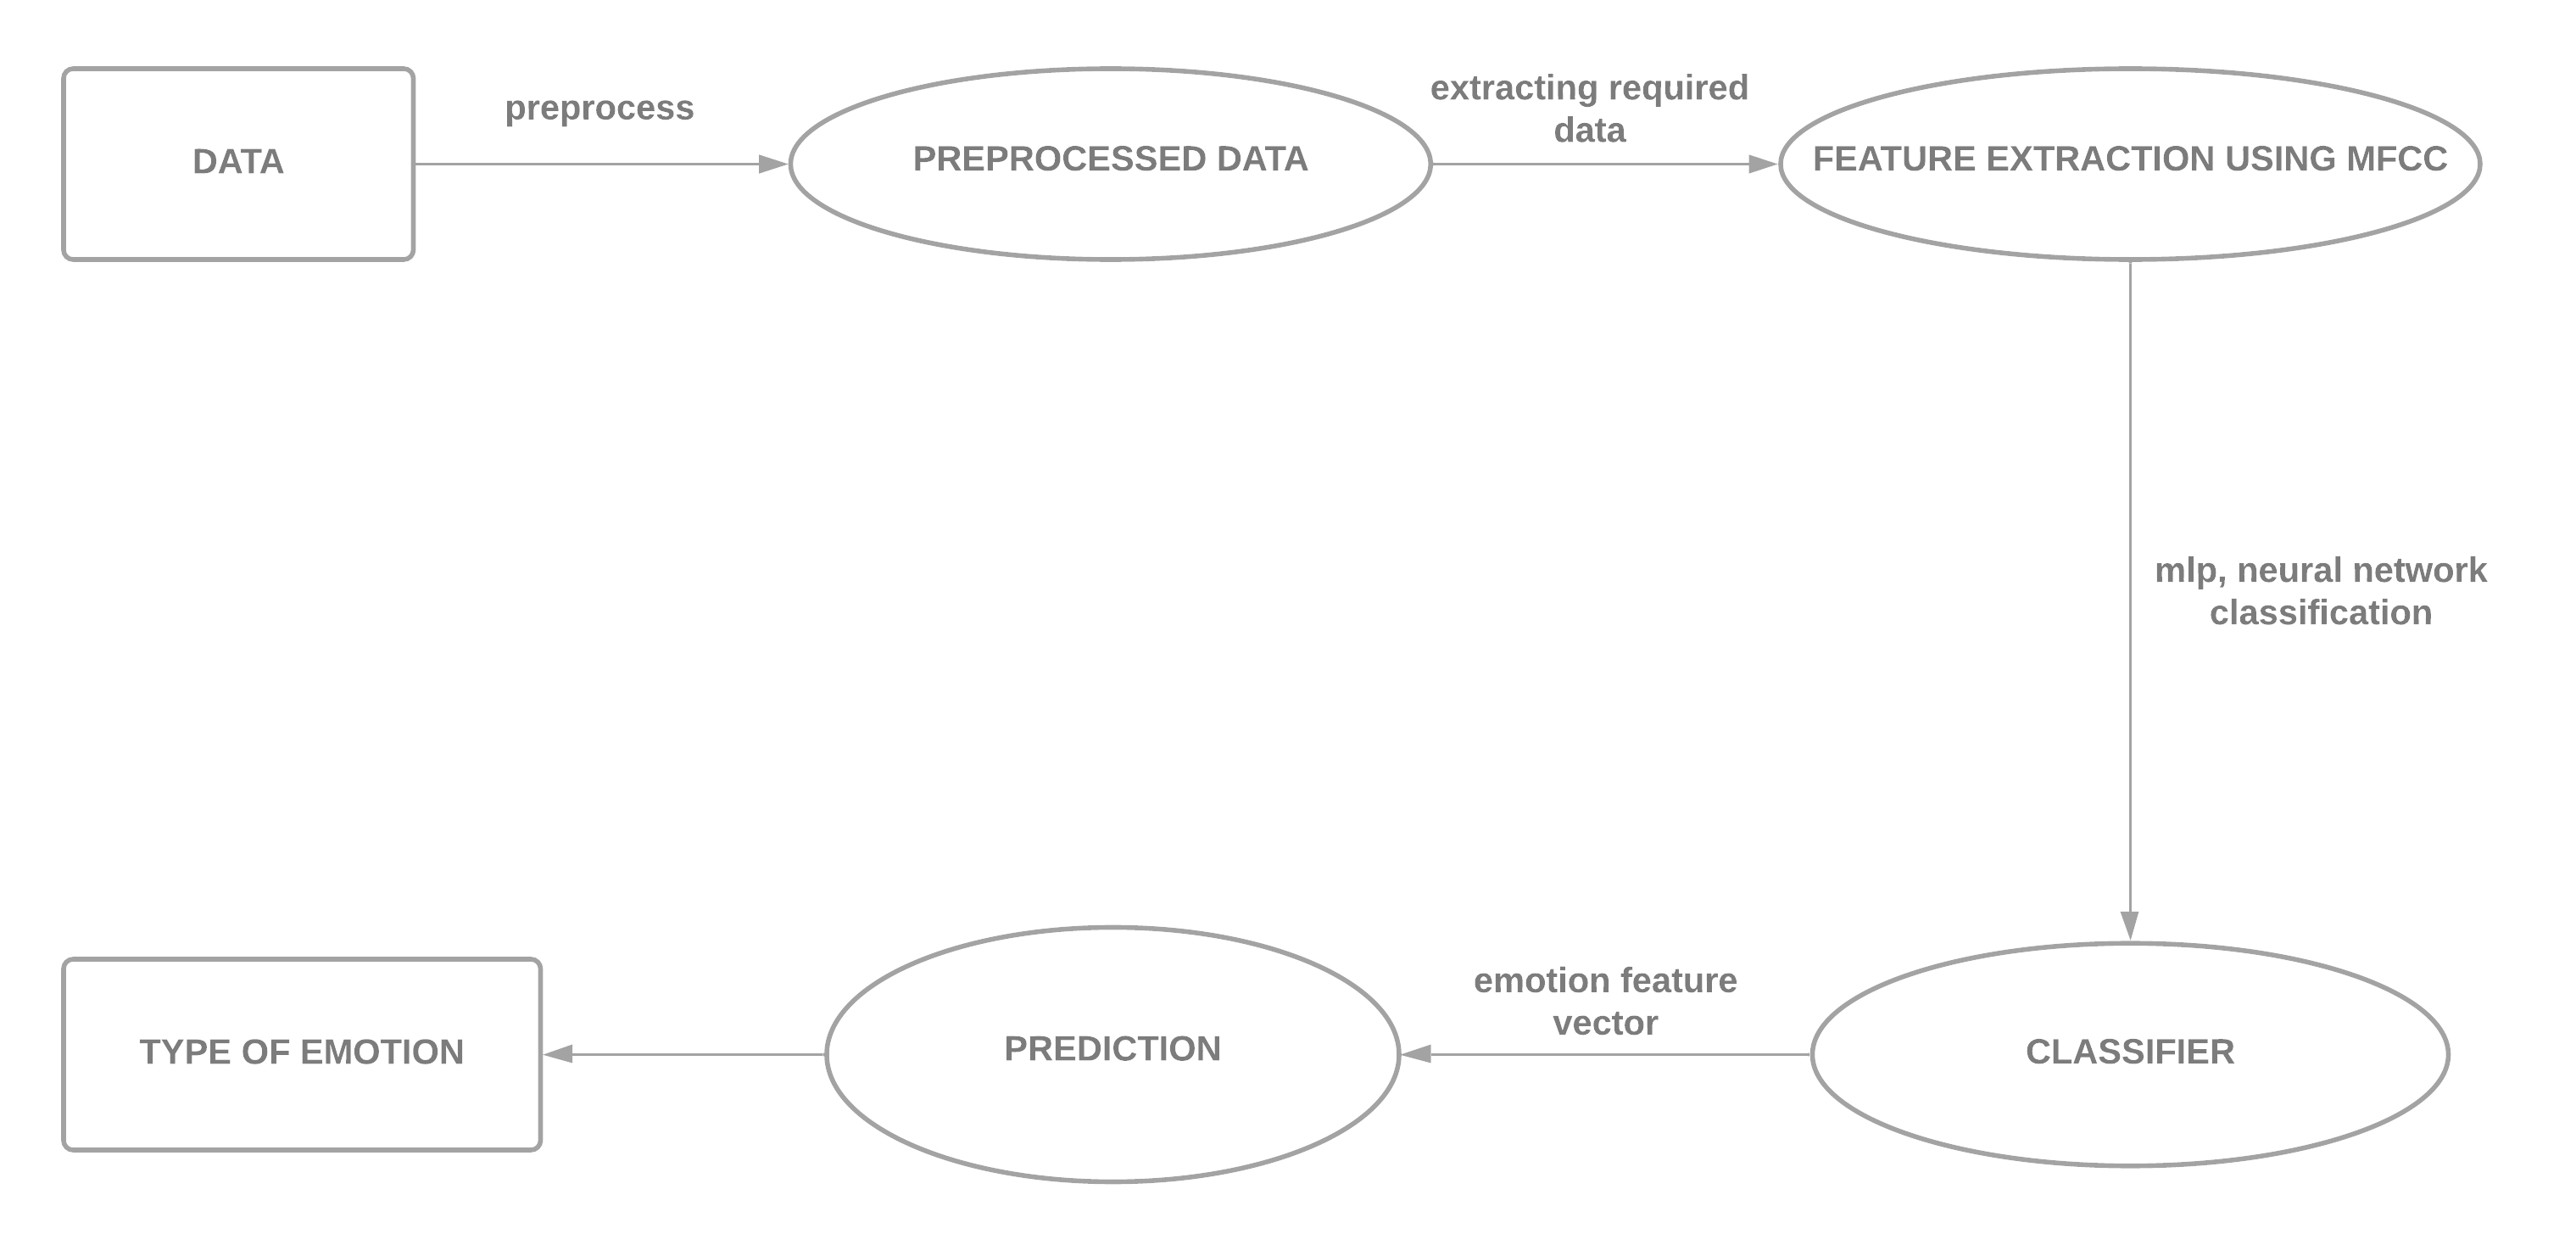 DATA
preprocess
PREPROCESSED DATA
extracting required
data
FEATURE EXTRACTION USING MFCC
mlp, neural network
classification
CLASSIFIER
emotion feature
vector
PREDICTION
TYPE OF EMOTION